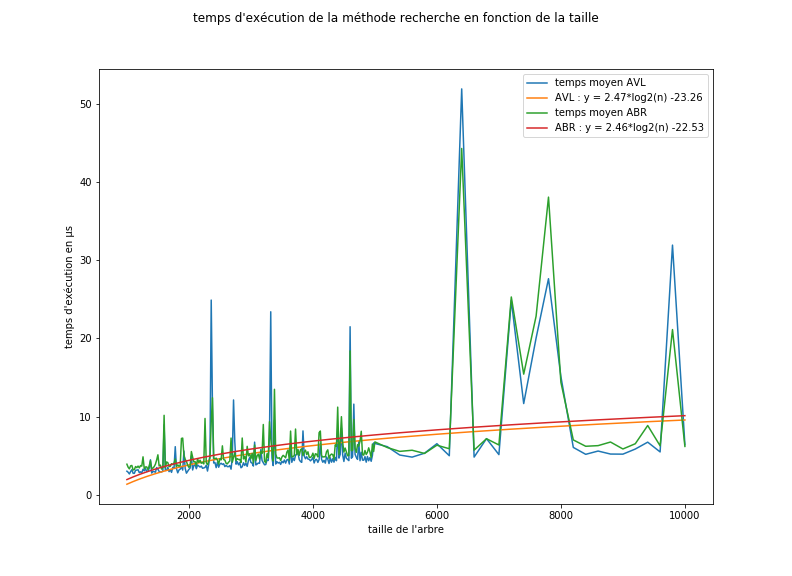 temps d'exécution de la méthode recherche en fonction de la taille
temps moyen AVL
AVL : y = 2.47*log2(n) -23.26
temps moyen ABR
ABR : y = 2.46*log2(n) -22.53
temps d'exécution en µs
50
40
30
20
10
0
2000
4000
6000
8000
10000
taille de l'arbre